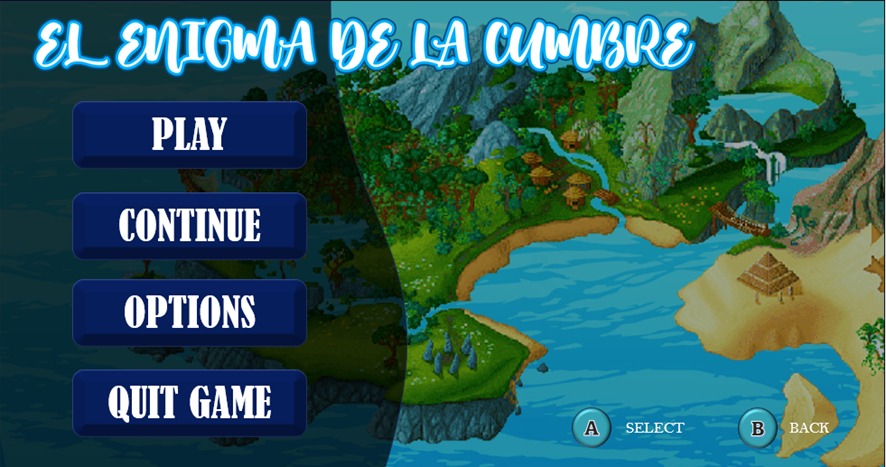 EL ENIGMA DE LA CUMBRE
PLAY
CONTINUE
OPTIONS
QUIT GAME
A SELECT B BACK